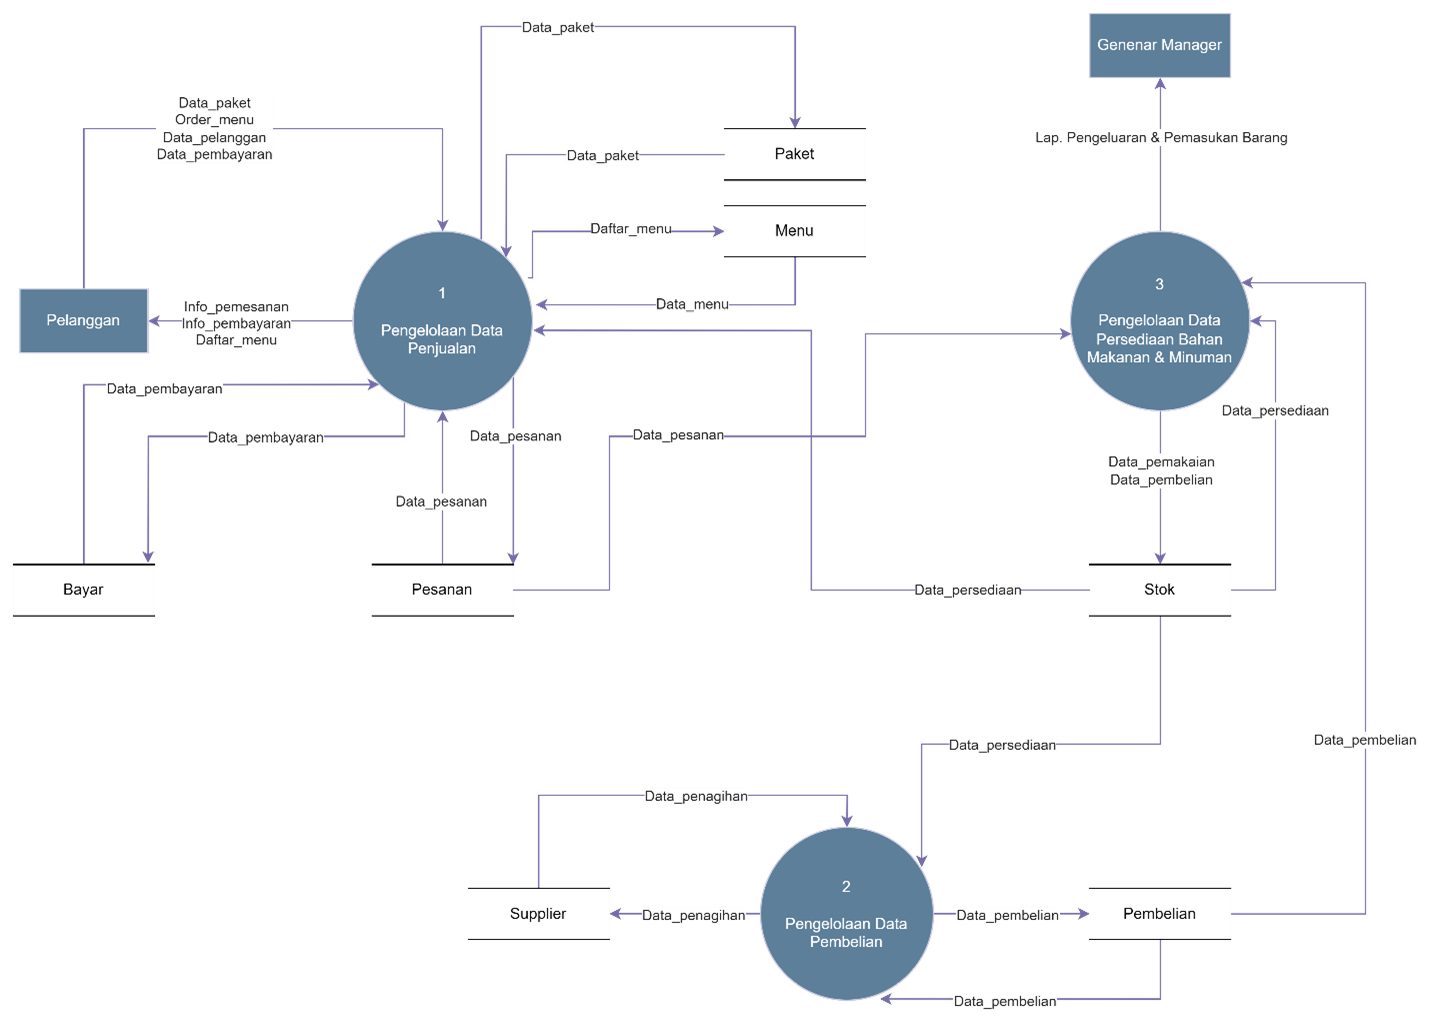 Data_paket
Genenar Manager
Data_paket
Order_menu
Data_pelanggan
Data_pembayaran
Lap. Pengeluaran & Pemasukan Barang
Data_paket
Paket
Daftar_menu
Menu
1
Pengelolaan Data
Penjualan
3
Pengelolaan Data
Persediaan Bahan
Makanan & Minuman
Pelanggan
Info_pemesanan
Info_pembayaran
Daftar_menu
Data_menu
Data_pembayaran
Data_pembayaran
Data_pesanan
Data_pesanan
Data_persediaan
Data_pemakaian
Data_pembelian
Data_pesanan
Bayar
Pesanan
Data_persediaan
Stok
Data_persediaan
Data_pembelian
Data_penagihan
2
Pengelolaan Data
Pembelian
Supplier
Data_penagihan
Data_pembelian
Pembelian
Data_pembelian